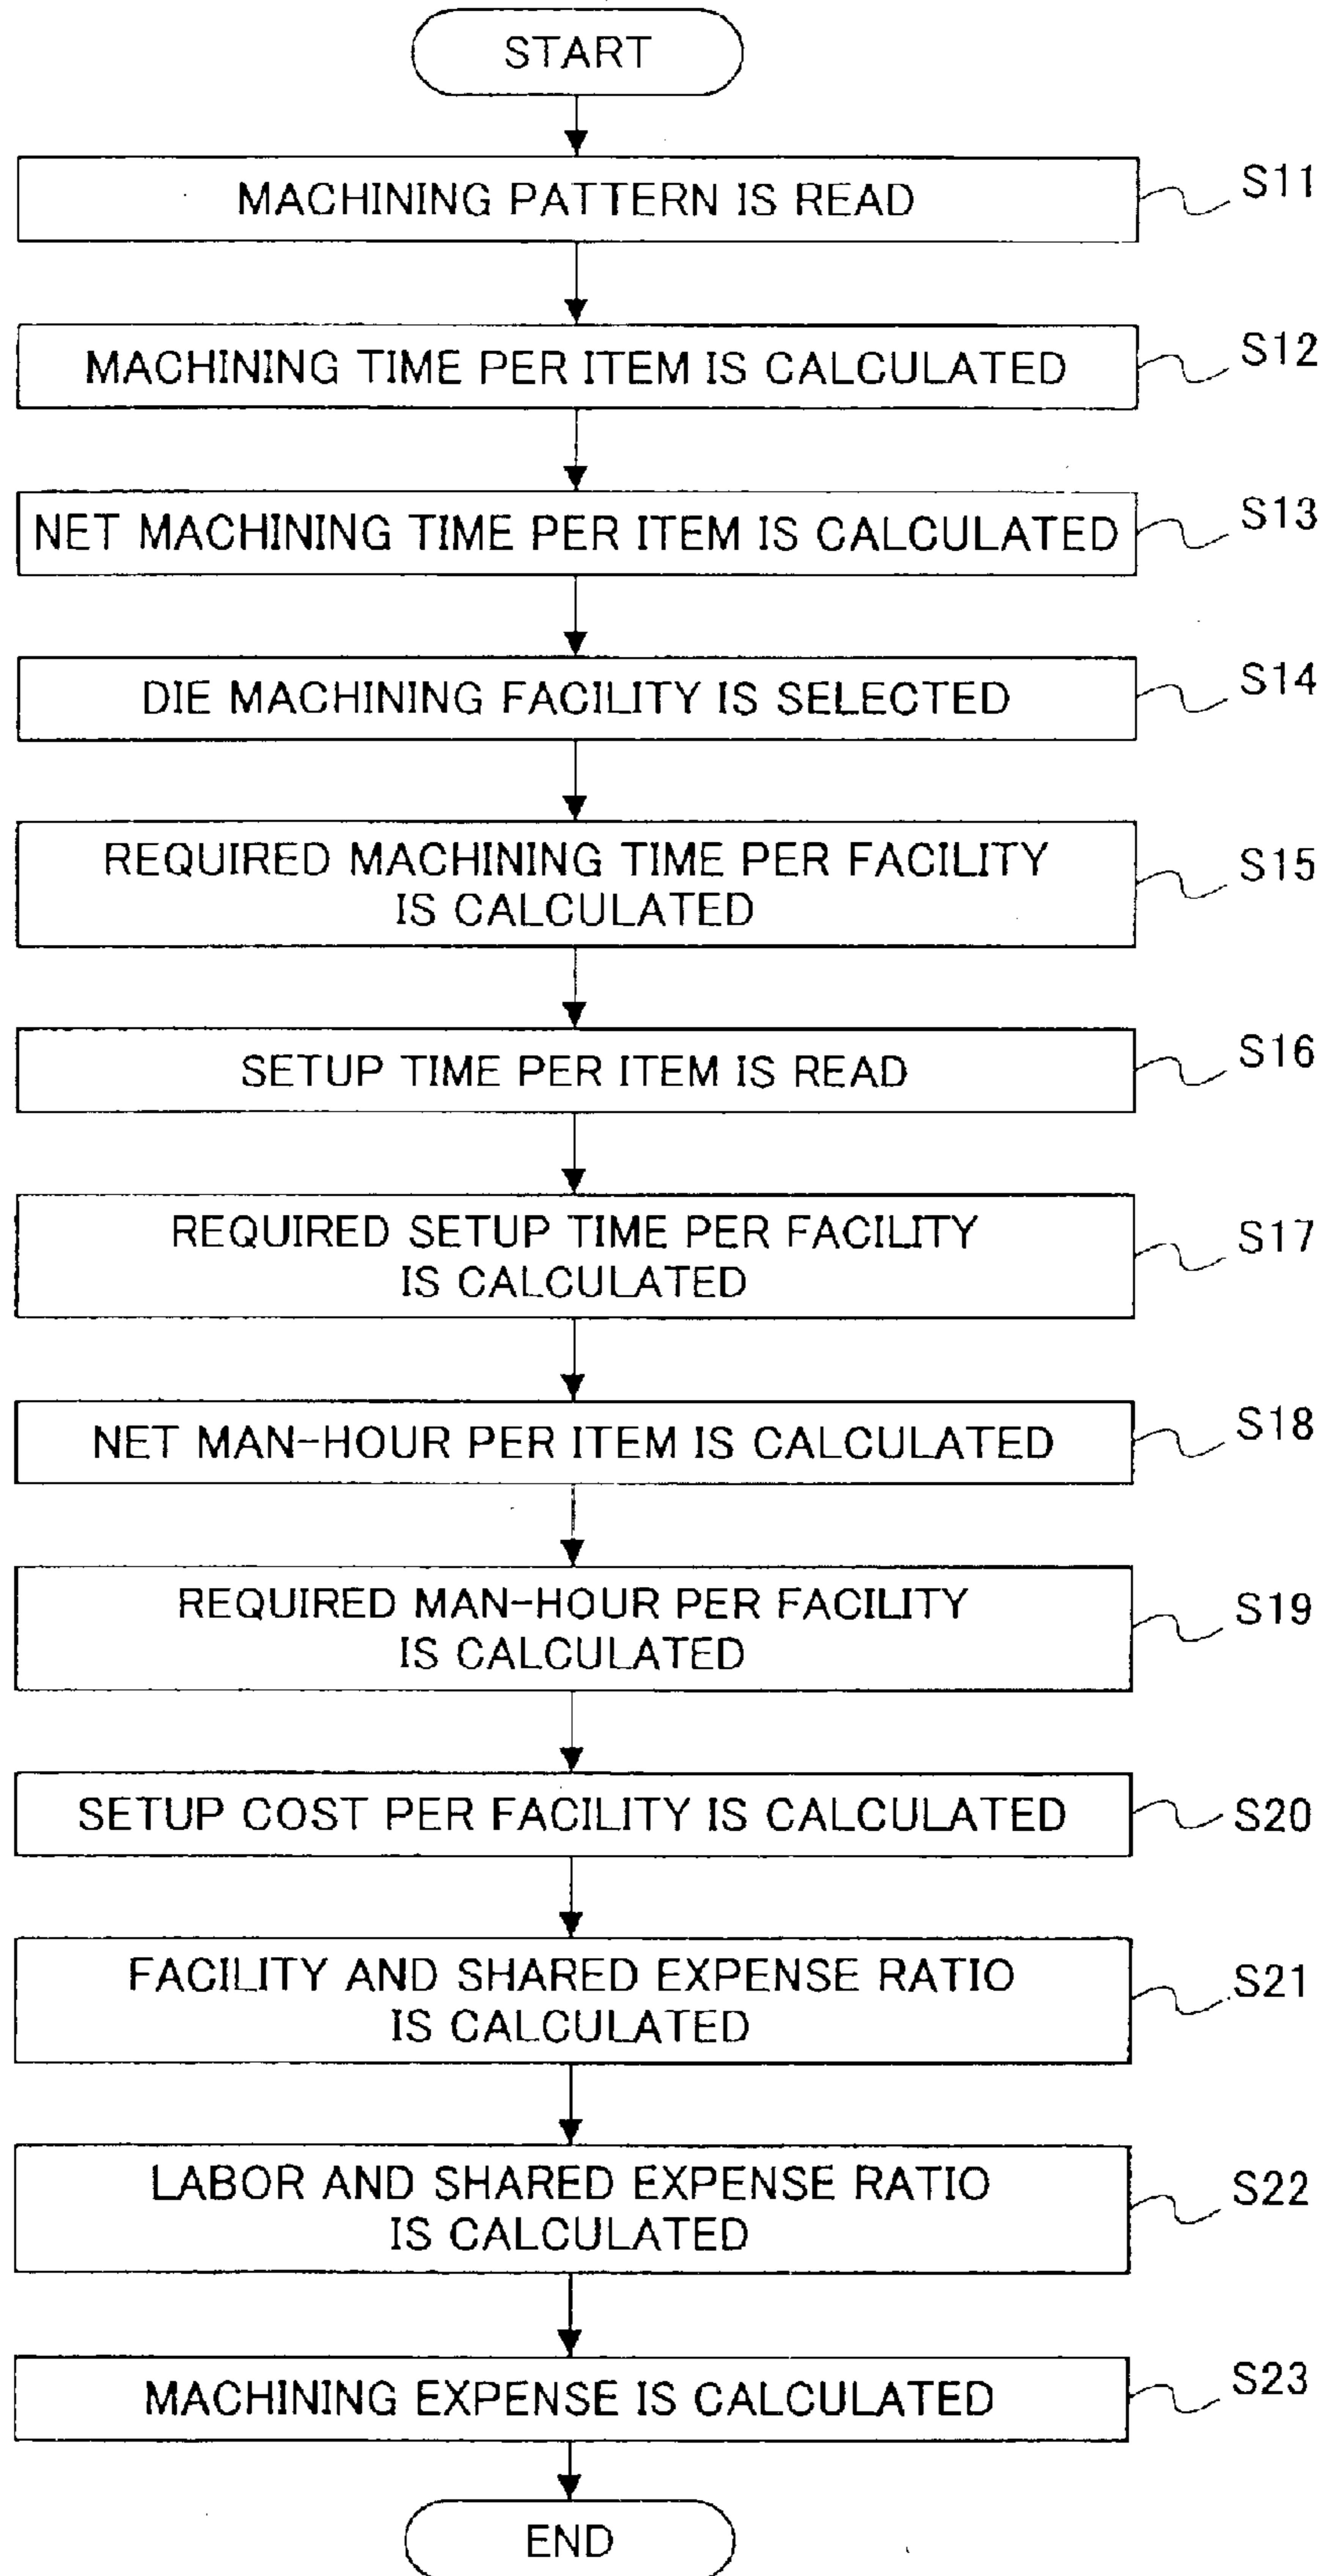 START
MACHINING PATTERN IS READ
S11
MACHINING TIME PER ITEM IS CALCULATED
S12
NET MACHINING TIME PER ITEM IS CALCULATED
S13
DIE MACHINING FACILITY IS SELECTED
S14
REQUIRED MACHINING TIME PER FACILITY
IS CALCULATED
S15
SETUP TIME PER ITEM IS READ
S16
REQUIRED SETUP TIME PER FACILITY
IS CALCULATED
S17
NET MAN-HOUR PER ITEM IS CALCULATED
S18
REQUIRED MAN-HOUR PER FACILITY
IS CALCULATED
S19
SETUP COST PER FACILITY IS CALCULATED
S20
FACILITY AND SHARED EXPENSE RATIO
IS CALCULATED
S21
LABOR AND SHARED EXPENSE RATIO
IS CALCULATED
S22
MACHINING EXPENSE IS CALCULATED
S23
END